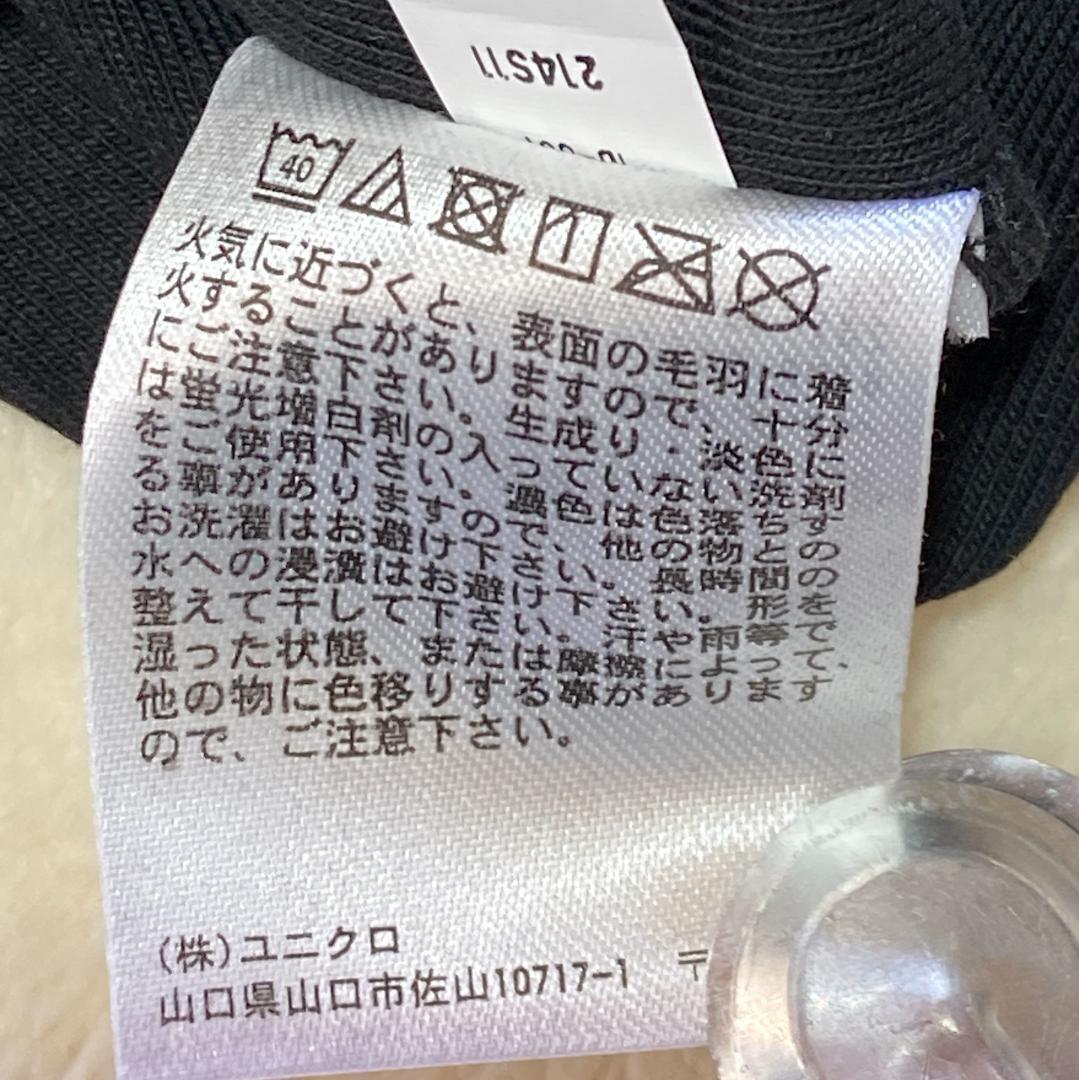 214S11
40
火気に近づくと、表面の毛羽に着
火することがありますので、十分
にご注意下さい。生成り・淡色に
は蛍光増白剤の入っていない洗剤
をご使用下さい。濃色は色落ちす
る事がありますので、他の物との
お洗濯はお避け下さい。長時間の
水への浸漬はお避け下さい。形を
整えて干して下さい。汗や雨等で
湿った状態、または摩擦によって、
他の物に色移りする事があります
ので、ご注意下さい。
(株)ユニクロ
山口県山口市佐山10717-1 〒